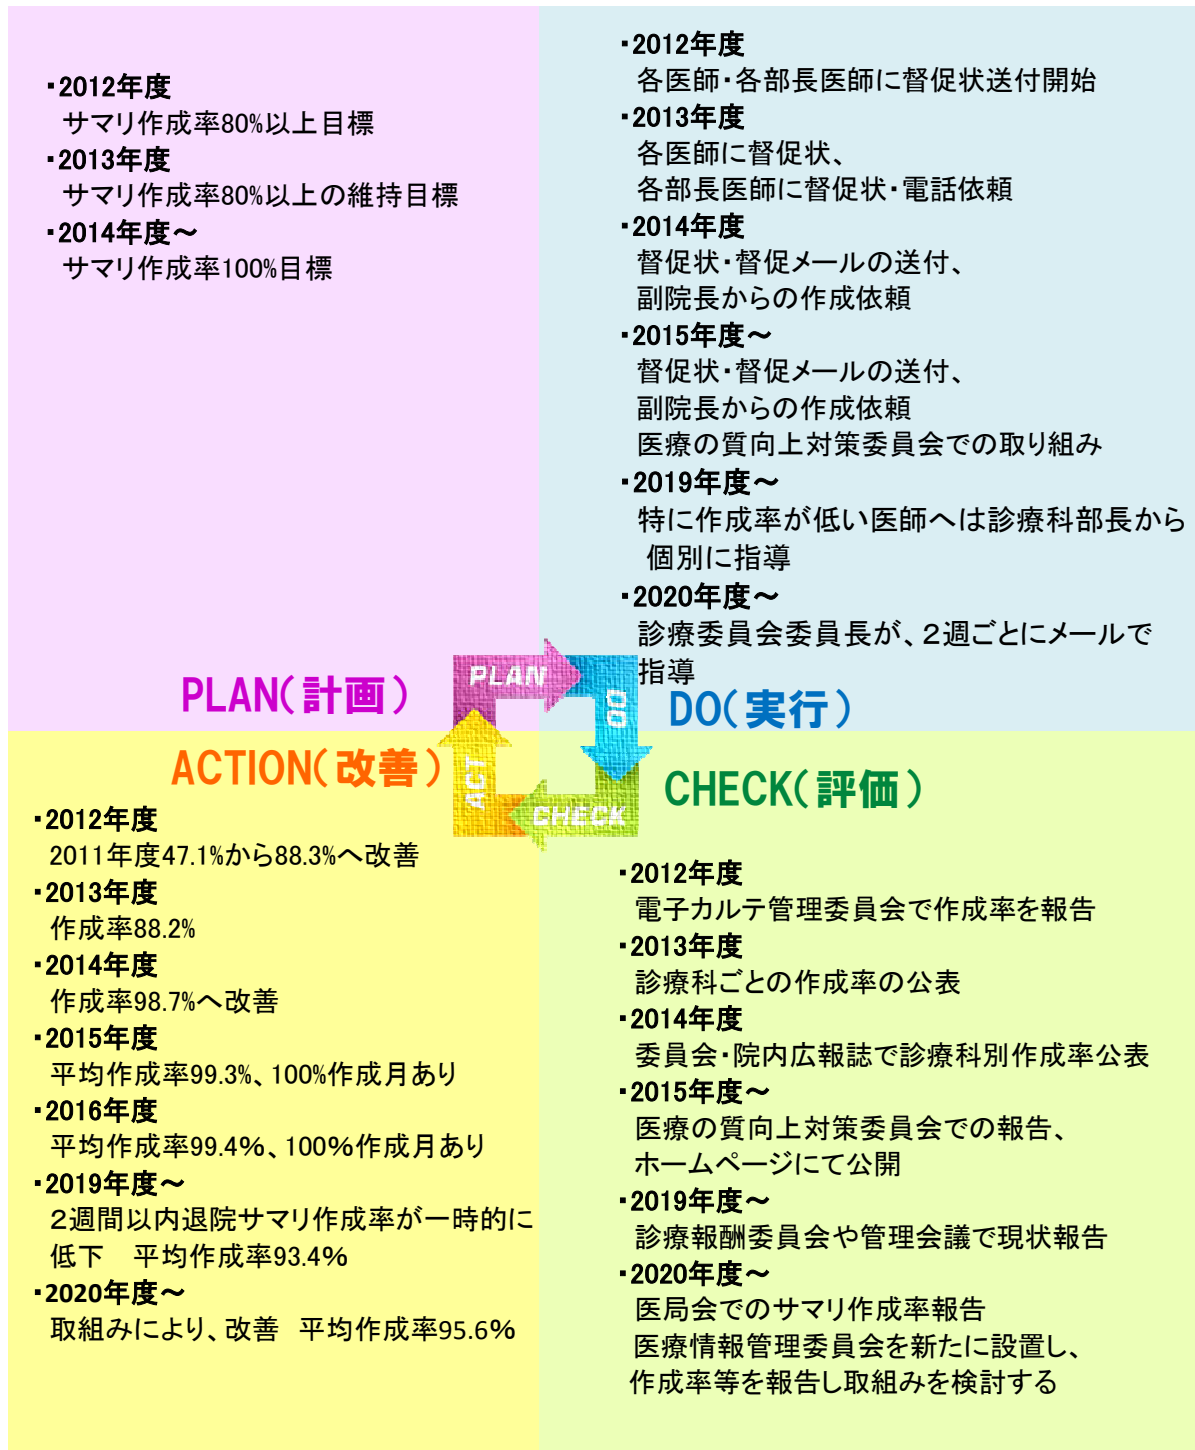 ・2012年度
サマリ作成率80%以上目標
・2013年度
サマリ作成率80%以上の維持目標
・2014年度～
サマリ作成率100%目標
PLAN(計画)
・2012年度
各医師・各部長医師に督促状送付開始
・2013年度
各医師に督促状、
各部長医師に督促状・電話依頼
・2014年度
督促状・督促メールの送付、
副院長からの作成依頼
・2015年度～
督促状・督促メールの送付、
副院長からの作成依頼
医療の質向上対策委員会での取り組み
・2019年度～
特に作成率が低い医師へは診療科部長から
個別に指導
・2020年度～
診療委員会委員長が、２週ごとにメールで
指導
DO(実行)
PLAN
DO
CHECK
ACT
ACTION(改善)
・2012年度
2011年度47.1%から88.3%へ改善
・2013年度
作成率88.2%
・2014年度
作成率98.7%へ改善
・2015年度
平均作成率99.3%、100%作成月あり
・2016年度
平均作成率99.4％、100％作成月あり
・2019年度～
２週間以内退院サマリ作成率が一時的に
低下　平均作成率93.4％
・2020年度～
取組みにより、改善　平均作成率95.6％
CHECK(評価)
・2012年度
電子カルテ管理委員会で作成率を報告
・2013年度
診療科ごとの作成率の公表
・2014年度
委員会・院内広報誌で診療科別作成率公表
・2015年度～
医療の質向上対策委員会での報告、
ホームページにて公開
・2019年度～
診療報酬委員会や管理会議で現状報告
・2020年度～
医局会でのサマリ作成率報告
医療情報管理委員会を新たに設置し、
作成率等を報告し取組みを検討する